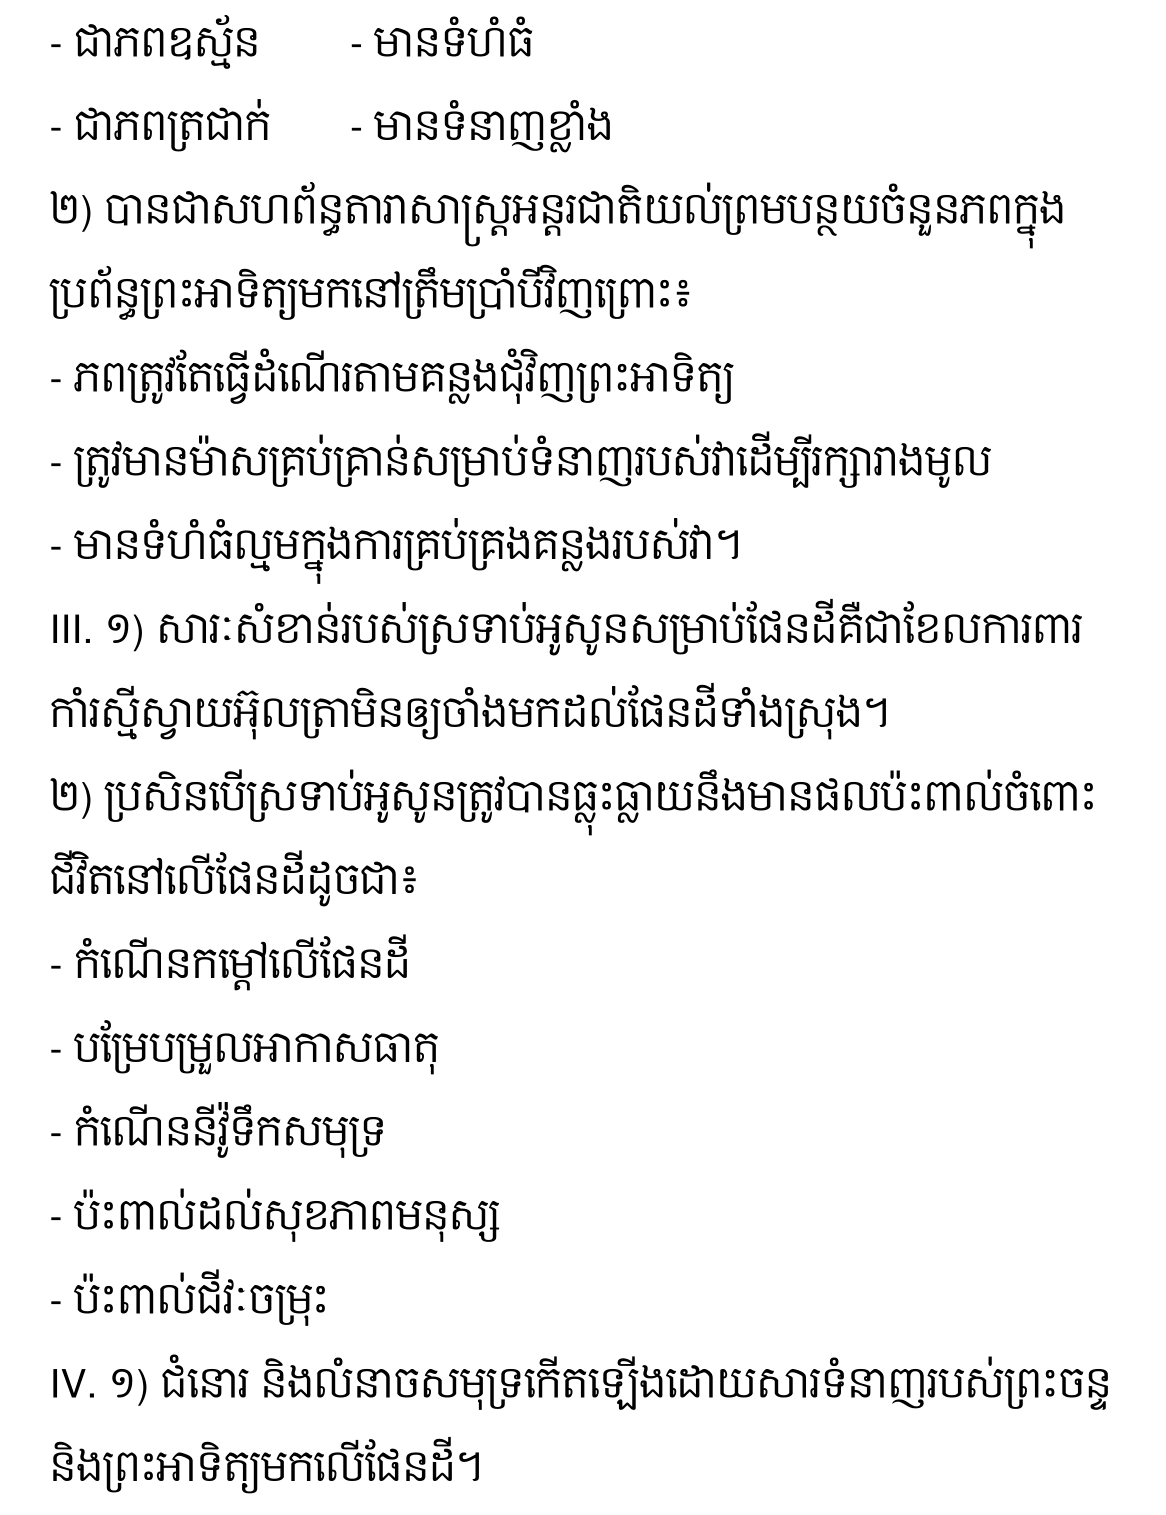 - ជាភពឧស្ម័ន - មានទំហំធំ
- ជាភពត្រជាក់ - មានទំនាញខ្លាំង
២) បានជាសហព័ន្ធតារាសាស្ត្រអន្តរជាតិយល់ព្រមបន្ថយចំនួនភពក្នុង
ប្រព័ន្ធព្រះអាទិត្យមកនៅត្រឹមប្រាំបីវិញព្រោះ៖
- ភពត្រូវតែធ្វើដំណើរតាមគន្លងជុំវិញព្រះអាទិត្យ
- ត្រូវមានម៉ាសគ្រប់គ្រាន់សម្រាប់ទំនាញរបស់វាដើម្បីរក្សារាងមូល
- មានទំហំធំល្មមក្នុងការគ្រប់គ្រងគន្លងរបស់វា។
III. ១) សារៈសំខាន់របស់ស្រទាប់អូសូនសម្រាប់ផែនដីគឺជាខែលការពារ
កាំរស្មីស្វាយអ៊ុលត្រាមិនឲ្យចាំងមកដល់ផែនដីទាំងស្រុង។
២) ប្រសិនបើស្រទាប់អូសូនត្រូវបានធ្លុះធ្លាយនឹងមានផលប៉ះពាល់ចំពោះ
ជីវិតនៅលើផែនដីដូចជា៖
- កំណើនកម្ដៅលើផែនដី
- បម្រែបម្រួលអាកាសធាតុ
- កំណើននីវ៉ូទឹកសមុទ្រ
- ប៉ះពាល់ដល់សុខភាពមនុស្ស
- ប៉ះពាល់ជីវៈចម្រុះ
IV. ១) ជំនោរ និងលំនាចសមុទ្រកើតឡើងដោយសារទំនាញរបស់ព្រះចន្ទ
និងព្រះអាទិត្យមកលើផែនដី។